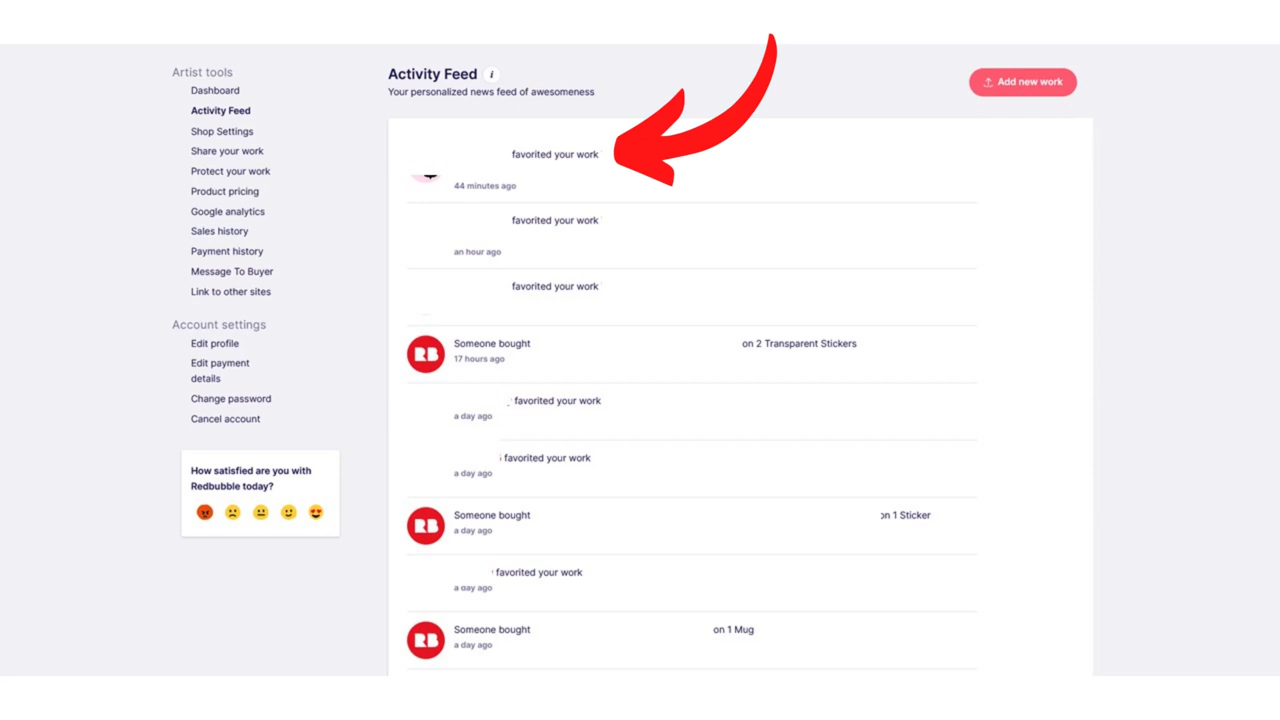 Artist tools
Dashboard
Activity Feed
Shop Settings
Share your work
Protect your work
Product pricing
Google analytics
Sales history
Payment history
Message To Buyer
Link to other sites
Account settings
Edit profile
Edit payment
details
Change password
Cancel account
How satisfied are you with
Redbubble today?
Activity Feed i
Your personalized news feed of awesomeness
Add new work
favorited your work
44 minutes ago
favorited your work
an hour ago
favorited your work
RB
Someone bought on 2 Transparent Stickers
17 hours ago
favorited your work
a day ago
favorited your work
a day ago
RB
Someone bought on 1 Sticker
a day ago
favorited your work
a day ago
RB
Someone bought on 1 Mug
a day ago